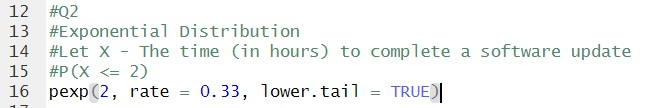 12 #Q2
13 #Exponential Distribution
14 #Let X - The time (in hours) to complete a software update
15 #P(X <= 2)
16 pexp(2, rate = 0.33, lower.tail = TRUE)